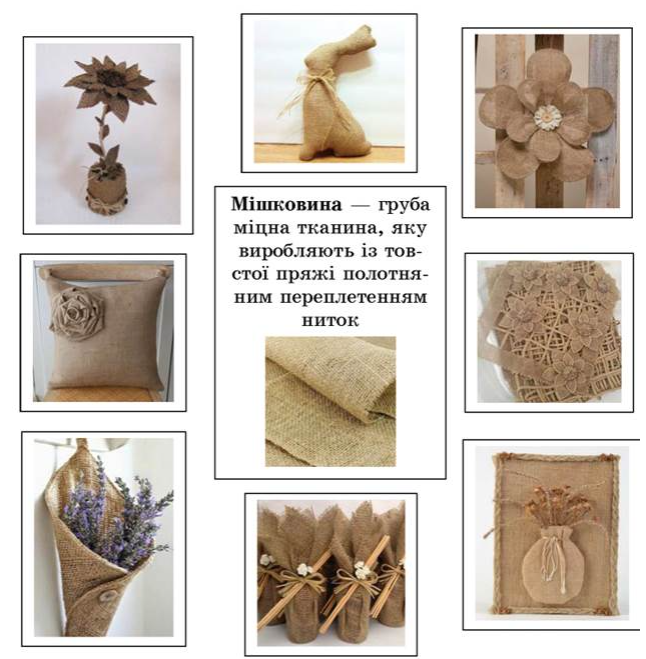 Мішковина — груба
міцна тканина, яку
виробляють із тов-
стої пряжі полотня-
ним переплетенням
ниток